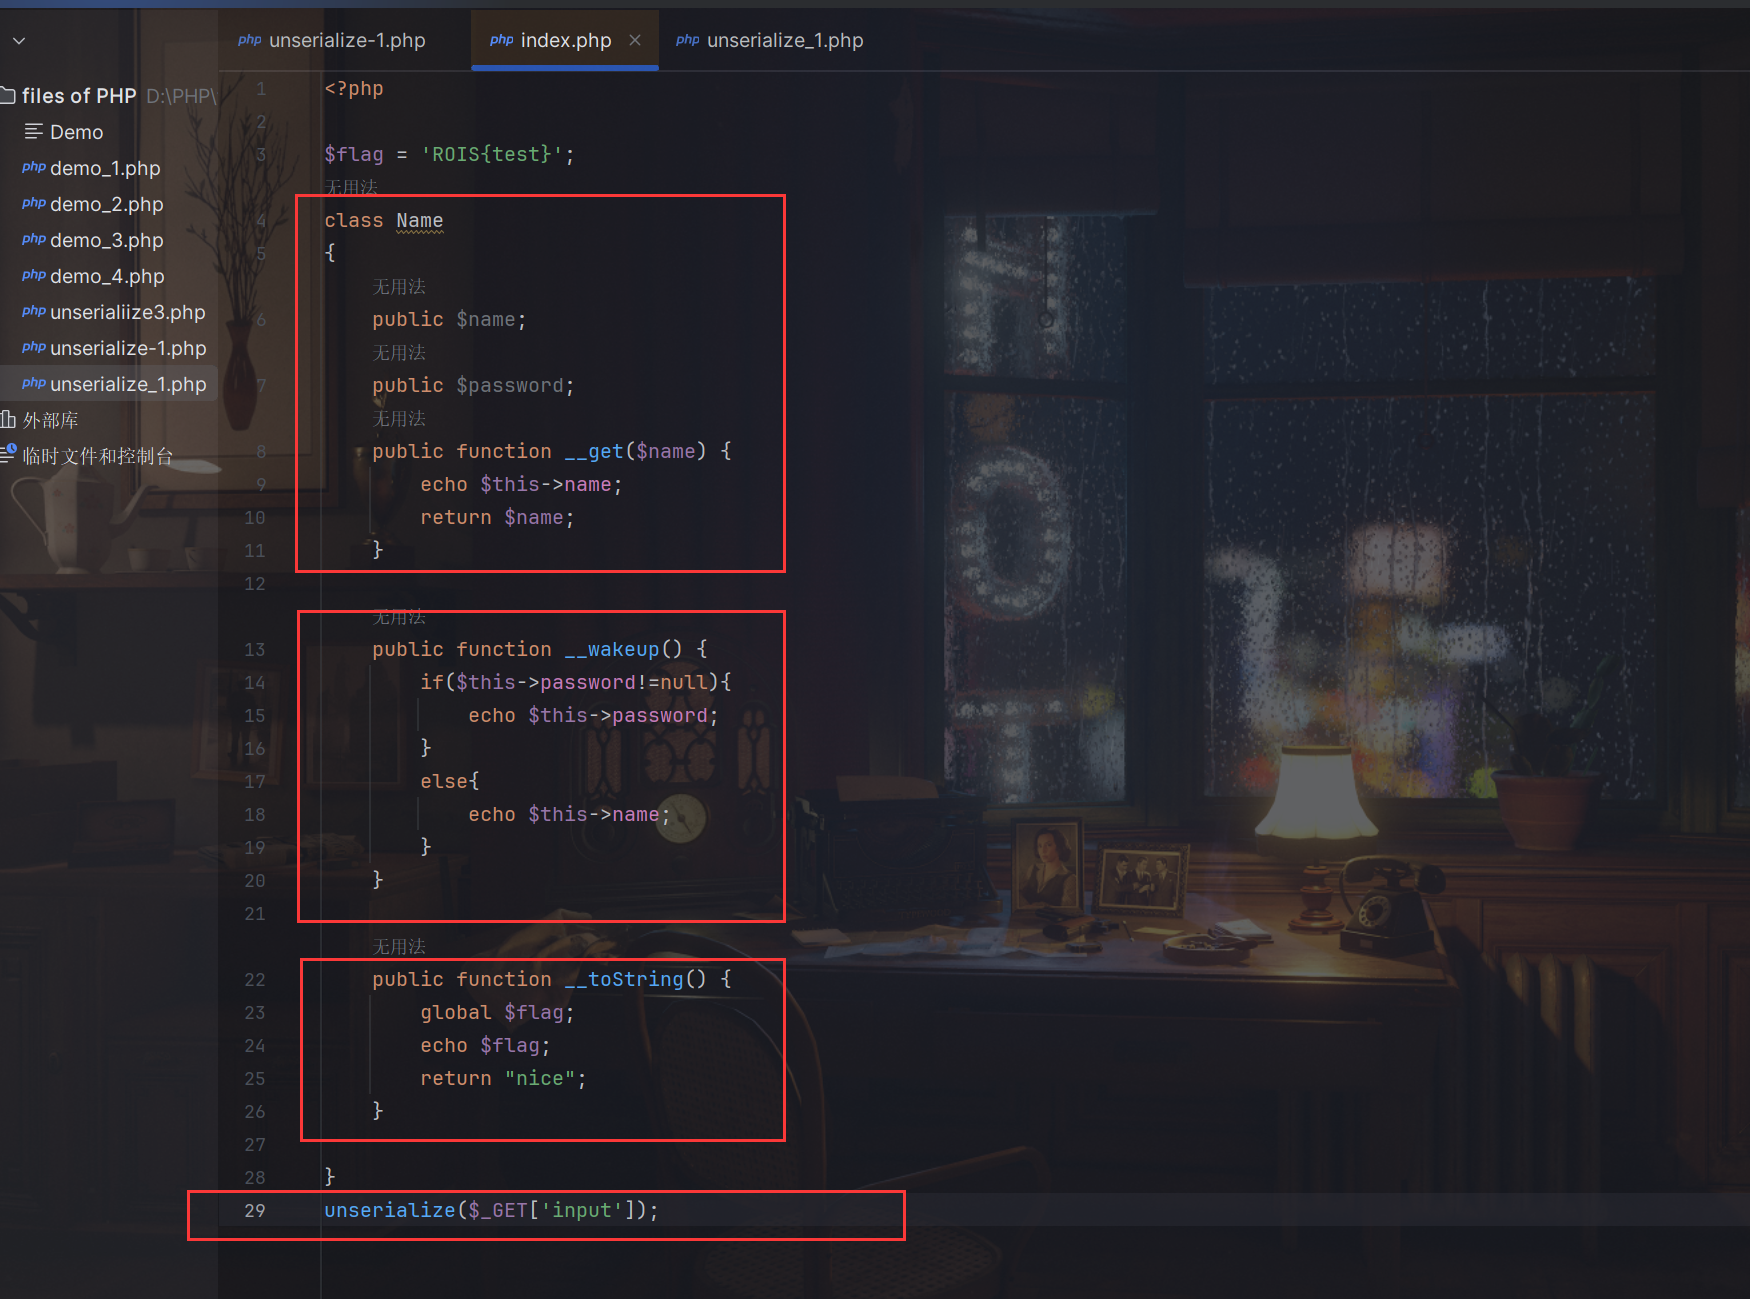 php unserialize-1.php
php index.php
php unserialize_1.php
files of PHP D:\PHP\
Demo
php demo_1.php
php demo_2.php
php demo_3.php
php demo_4.php
php unserialiize3.php
php unserialize-1.php
php unserialize_1.php
外部库
临时文件和控制台
1 <?php
2
3 $flag = 'ROIS{test}';
无用法
4 class Name
5 {
无用法
6 public $name;
无用法
7 public $password;
无用法
8 public function __get($name) {
9 echo $this->name;
10 return $name;
11 }
12
无用法
13 public function __wakeup() {
14 if($this->password!=null){
15 echo $this->password;
16 }
17 else{
18 echo $this->name;
19 }
20 }
21
无用法
22 public function __toString() {
23 global $flag;
24 echo $flag;
25 return "nice";
26 }
27
28 }
29 unserialize($_GET['input']);